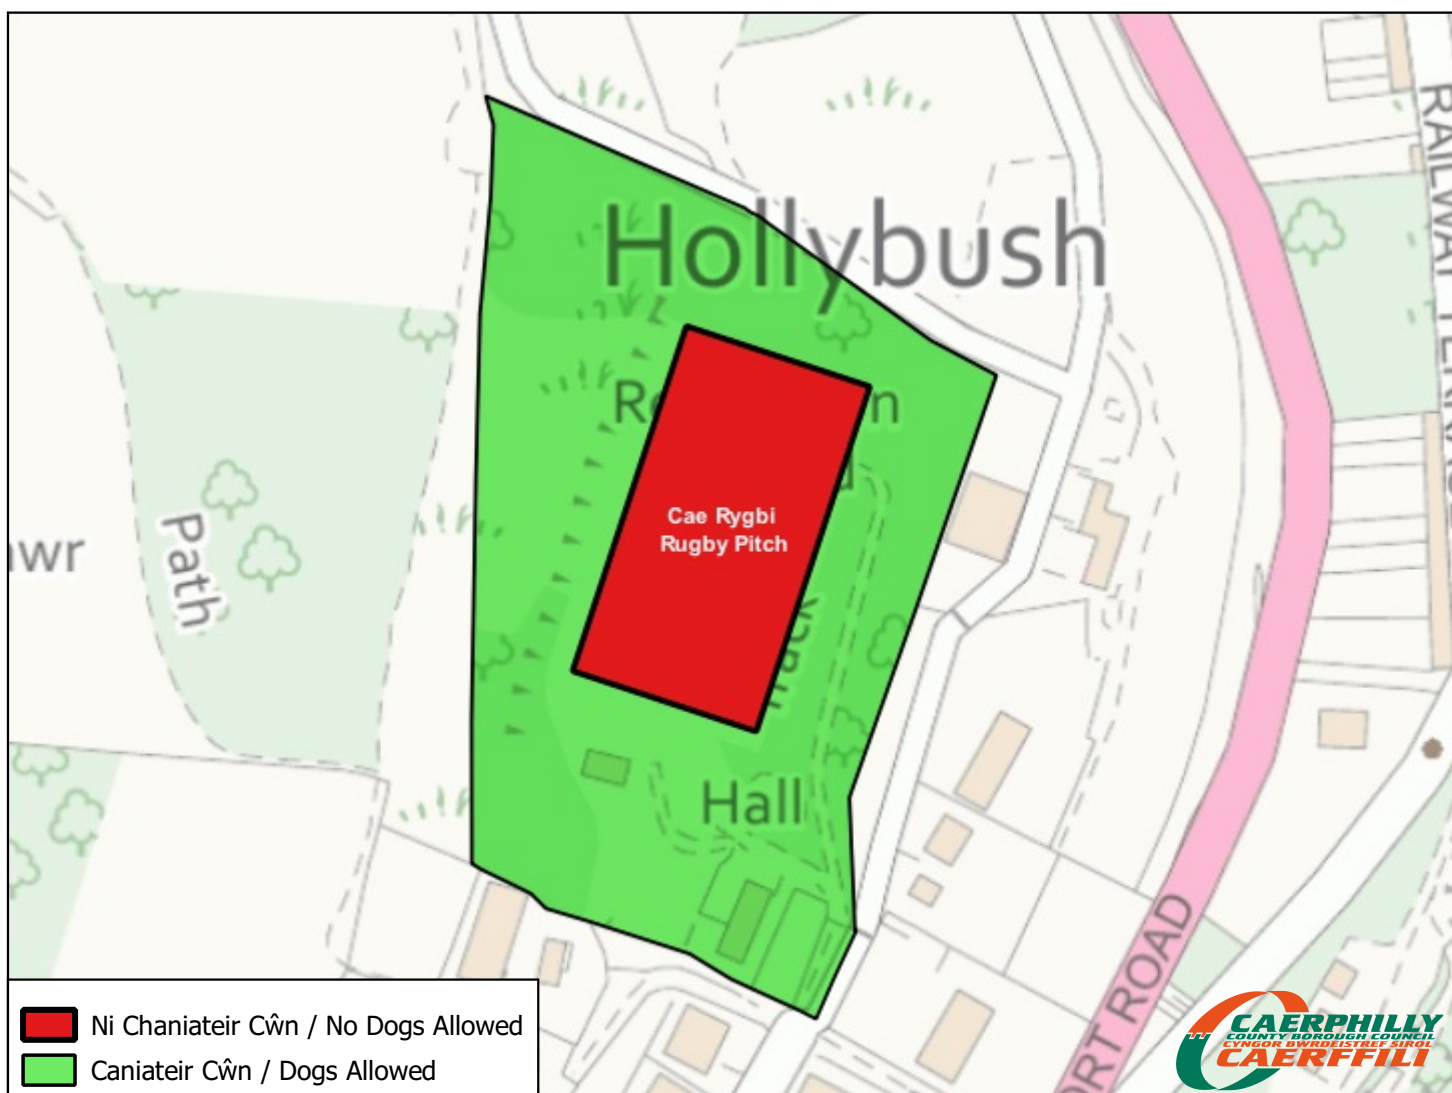 Hollybush
Cae Rygbi
Rugby Pitch
Path
Hall
Ni Chaniateir Cŵn / No Dogs Allowed
Caniateir Cŵn / Dogs Allowed
CAERPHILLY
COUNTY BOROUGH COUNCIL
CYNGOR BWRDEISTREF SIROL
CAERFFILI